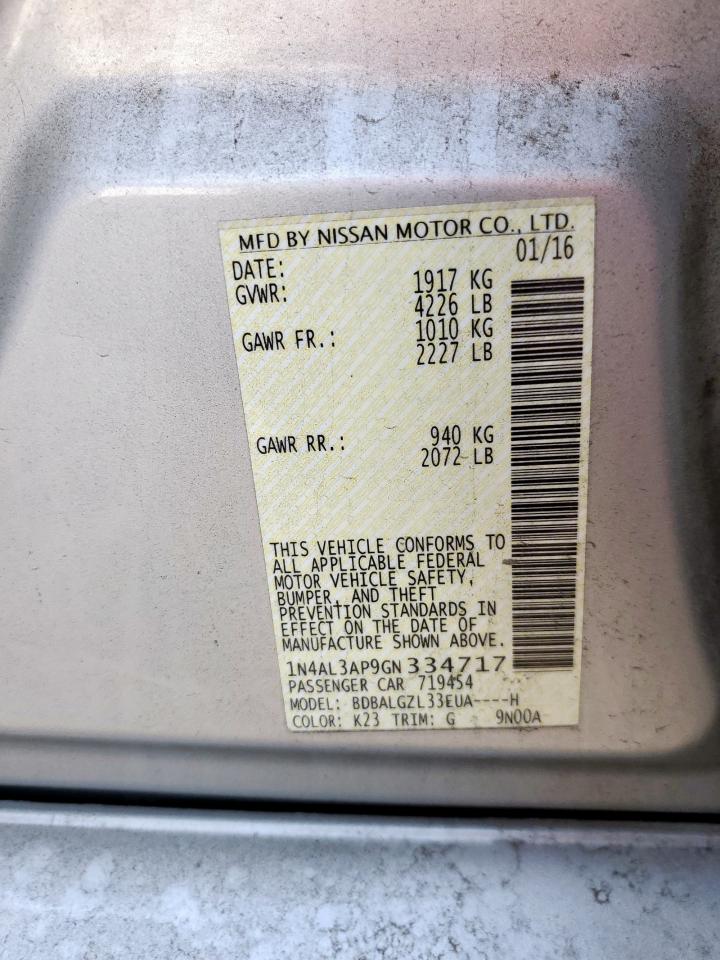 MFD BY NISSAN MOTOR CO., LTD.
DATE: 01/16
GVWR: 1917 KG
4226 LB
GAWR FR.: 1010 KG
2227 LB
GAWR RR.: 940 KG
2072 LB
THIS VEHICLE CONFORMS TO
ALL APPLICABLE FEDERAL
MOTOR VEHICLE SAFETY,
BUMPER, AND THEFT
PREVENTION STANDARDS IN
EFFECT ON THE DATE OF
MANUFACTURE SHOWN ABOVE.
1N4AL3AP9GN334717
PASSENGER CAR 719454
MODEL: BDBALGZL33EUA----H
COLOR: K23 TRIM: G 9N00A